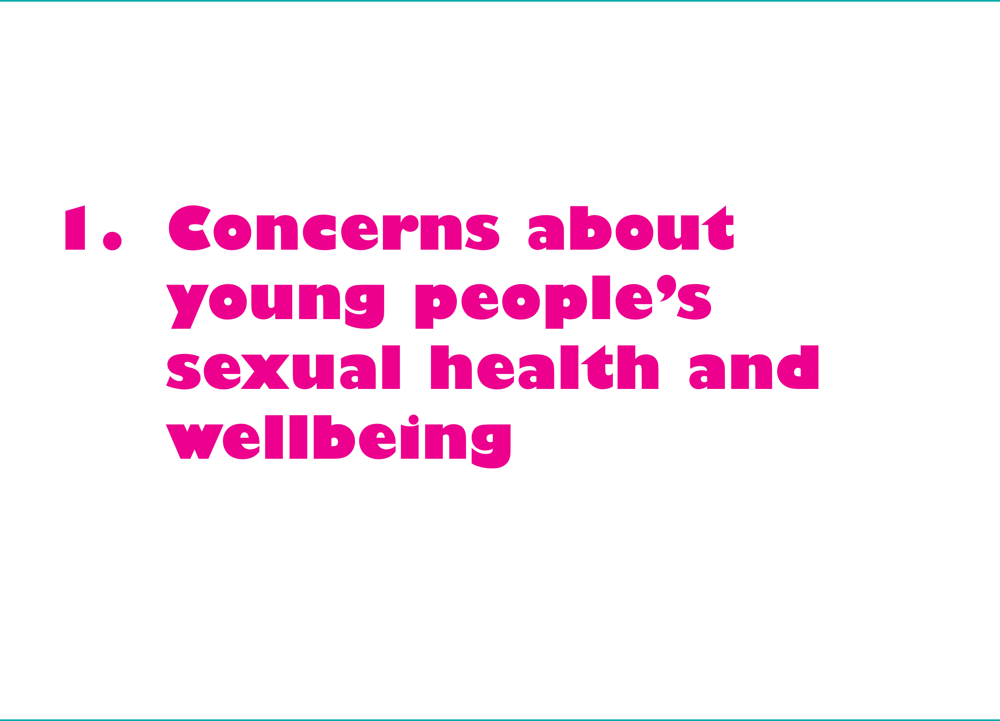 1. Concerns about
young people’s
sexual health and
wellbeing